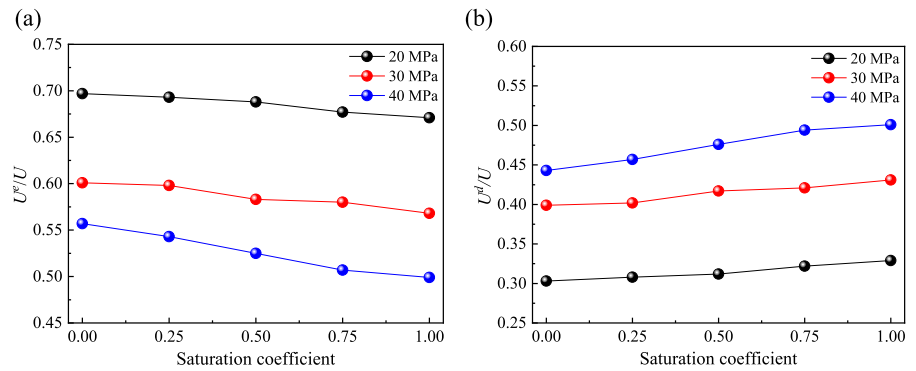 (a)
0.75
0.70
0.65
0.60
0.55
0.50
0.45
U^e/U
20 MPa
30 MPa
40 MPa
0.00 0.25 0.50 0.75 1.00
Saturation coefficient
(b)
0.60
0.55
0.50
0.45
0.40
0.35
0.30
0.25
U^d/U
20 MPa
30 MPa
40 MPa
0.00 0.25 0.50 0.75 1.00
Saturation coefficient